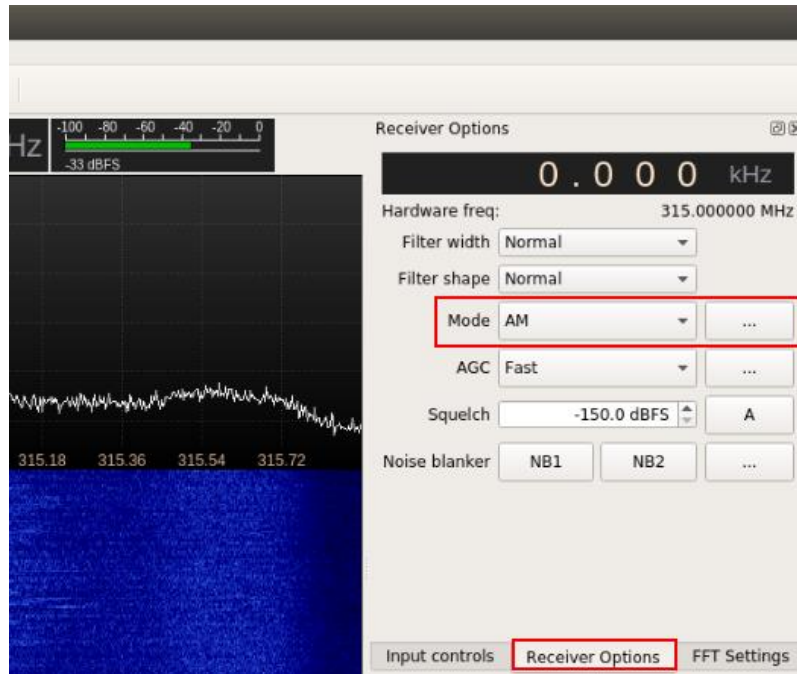 Hz
-100 -80 -60 -40 -20 0
-33 dBFS
315.18 315.36 315.54 315.72
Receiver Options
0.000 kHz
Hardware freq: 315.000000 MHz
Filter width Normal
Filter shape Normal
Mode AM ...
AGC Fast ...
Squelch -150.0 dBFS A
Noise blanker NB1 NB2 ...
Input controls Receiver Options FFT Settings